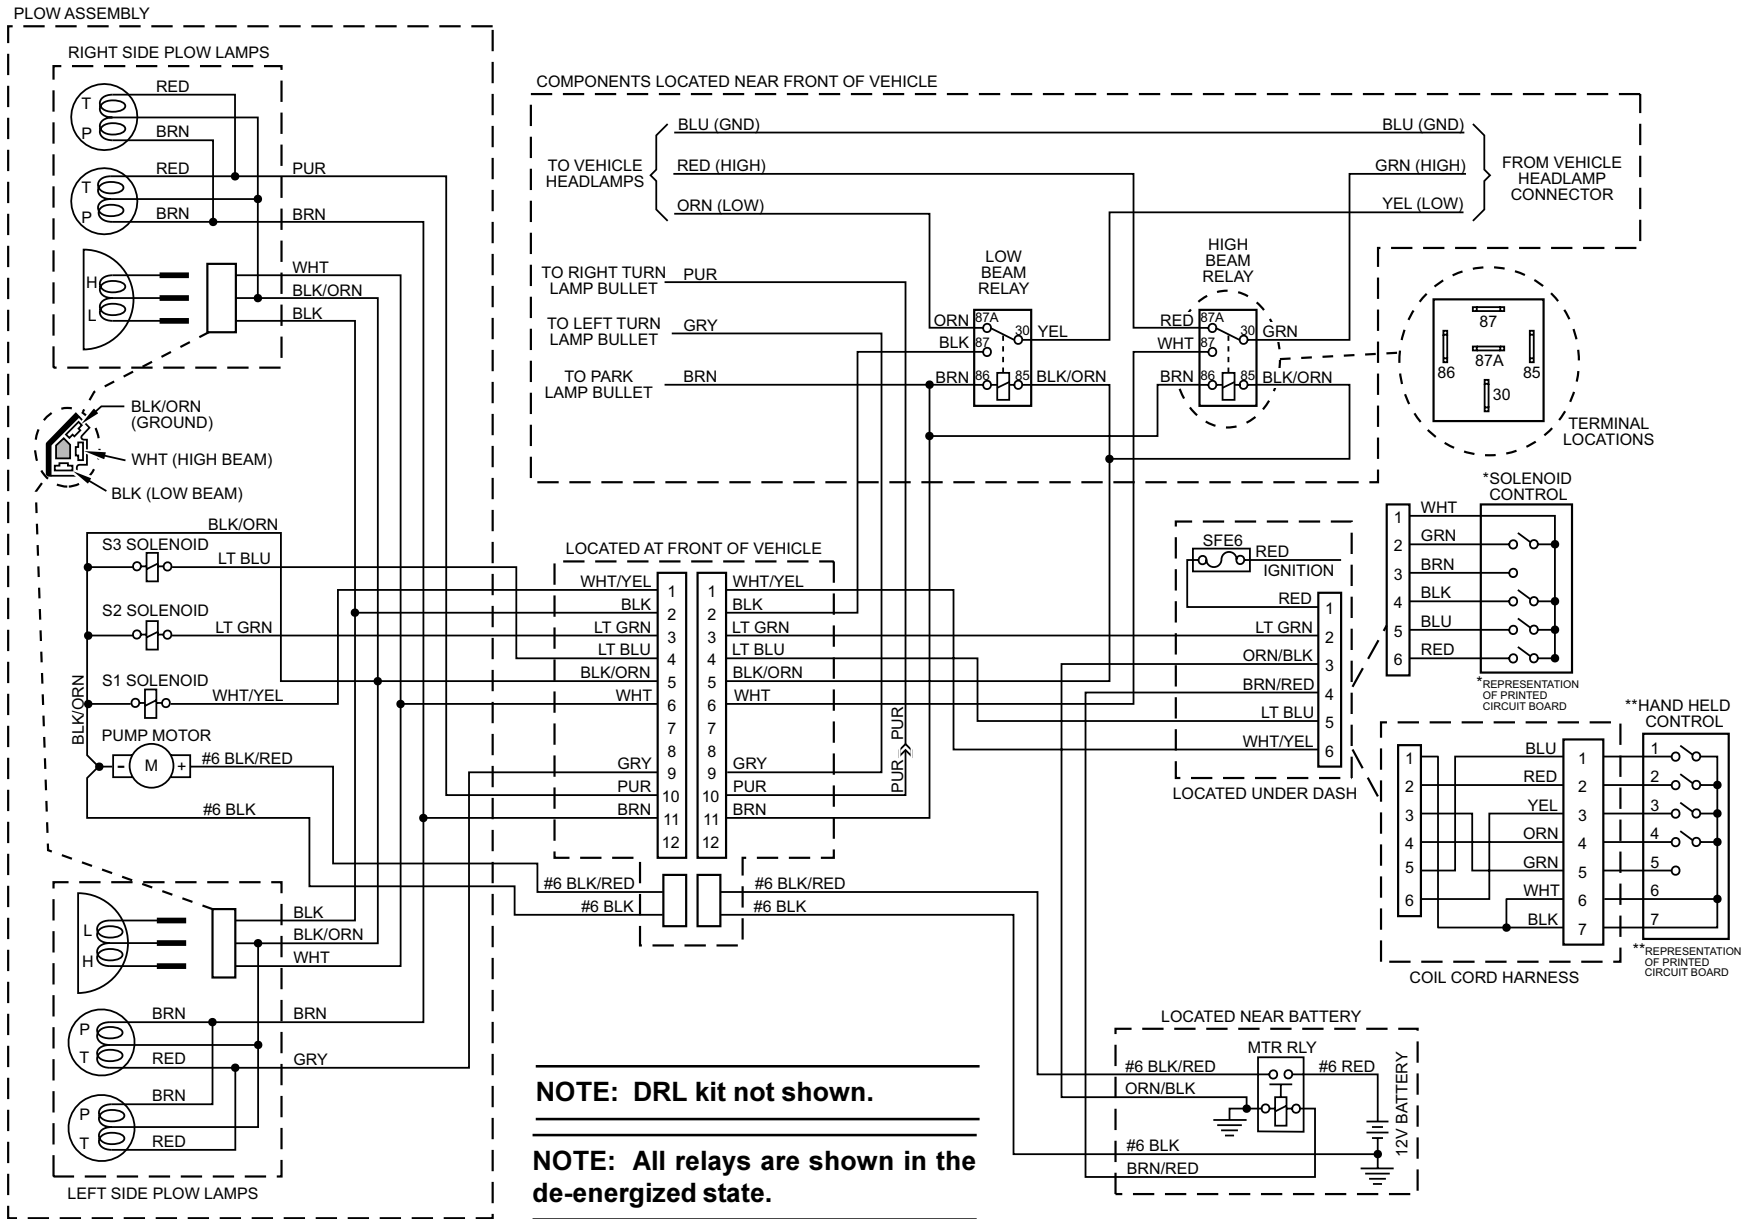 PLOW ASSEMBLY
RIGHT SIDE PLOW LAMPS
T
P
RED
BRN
T
P
RED
BRN
PUR
BRN
H
L
WHT
BLK/ORN
BLK
BLK/ORN
(GROUND)
WHT (HIGH BEAM)
BLK (LOW BEAM)
BLK/ORN
S3 SOLENOID
LT BLU
S2 SOLENOID
LT GRN
S1 SOLENOID
WHT/YEL
BLK/ORN
PUMP MOTOR
- M +
#6 BLK/RED
#6 BLK
L
H
BLK
BLK/ORN
WHT
P
T
BRN
RED
BRN
GRY
P
T
BRN
RED
LEFT SIDE PLOW LAMPS
COMPONENTS LOCATED NEAR FRONT OF VEHICLE
TO VEHICLE
HEADLAMPS
BLU (GND)
RED (HIGH)
ORN (LOW)
BLU (GND)
GRN (HIGH)
YEL (LOW)
FROM VEHICLE
HEADLAMP
CONNECTOR
TO RIGHT TURN
LAMP BULLET
PUR
TO LEFT TURN
LAMP BULLET
GRY
TO PARK
LAMP BULLET
BRN
LOW
BEAM
RELAY
ORN
87A
30
YEL
BLK
87
BRN
86
85
BLK/ORN
HIGH
BEAM
RELAY
RED
87A
30
GRN
WHT
87
BRN
86
85
BLK/ORN
87
87A
86
85
30
TERMINAL
LOCATIONS
LOCATED AT FRONT OF VEHICLE
WHT/YEL 1 1 WHT/YEL
BLK 2 2 BLK
LT GRN 3 3 LT GRN
LT BLU 4 4 LT BLU
BLK/ORN 5 5 BLK/ORN
WHT 6 6 WHT
7 7
8 8
GRY 9 9 GRY
PUR 10 10 PUR
BRN 11 11 BRN
12 12
PUR
PUR
#6 BLK/RED
#6 BLK
#6 BLK/RED
#6 BLK
SFE6
RED
IGNITION
RED 1
LT GRN 2
ORN/BLK 3
BRN/RED 4
LT BLU 5
WHT/YEL 6
LOCATED UNDER DASH
*SOLENOID
CONTROL
1 WHT
2 GRN
3 BRN
4 BLK
5 BLU
6 RED
*REPRESENTATION
OF PRINTED
CIRCUIT BOARD
**HAND HELD
CONTROL
1 BLU 1 1
2 RED 2 2
3 YEL 3 3
4 ORN 4 4
5 GRN 5 5
6 WHT 6 6
BLK 7 7
**REPRESENTATION
OF PRINTED
CIRCUIT BOARD
COIL CORD HARNESS
LOCATED NEAR BATTERY
MTR RLY
#6 BLK/RED
#6 RED
ORN/BLK
#6 BLK
BRN/RED
12V BATTERY
NOTE: DRL kit not shown.
NOTE: All relays are shown in the
de-energized state.